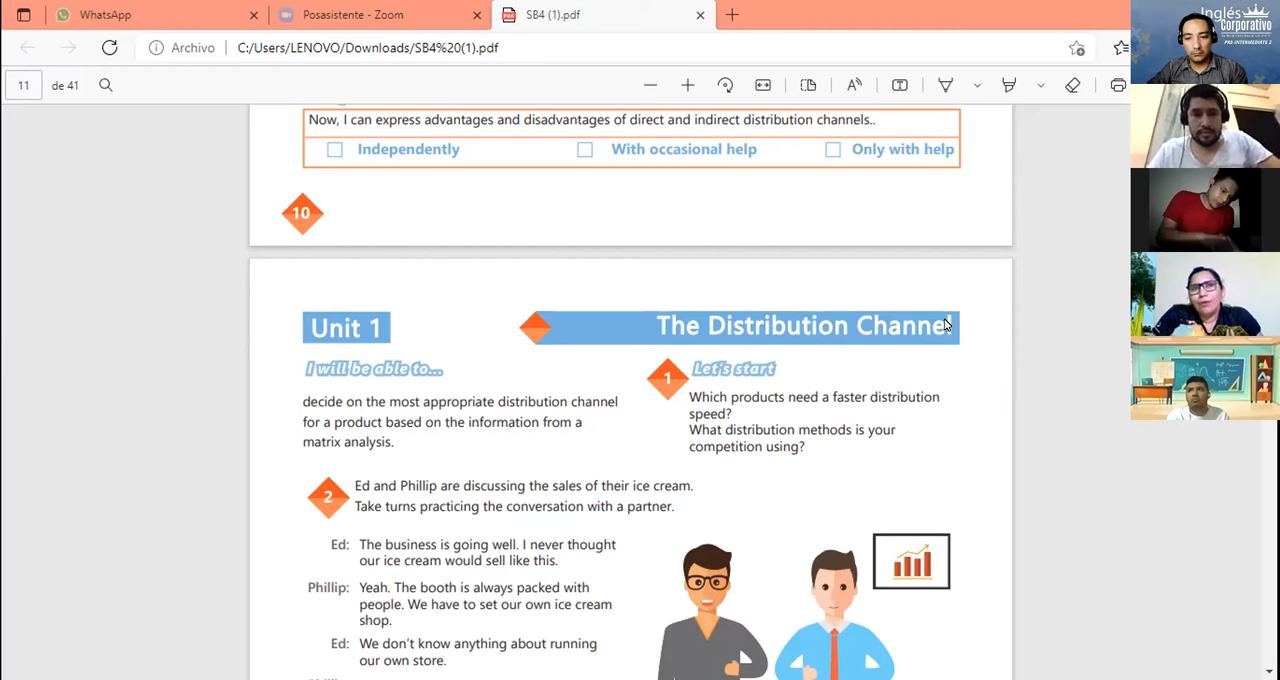 WhatsApp
Posasistente - Zoom
SB4 (1).pdf
Archivo
C:/Users/LENOVO/Downloads/SB4%20(1).pdf
11 de 41
Now, I can express advantages and disadvantages of direct and indirect distribution channels..
Independently
With occasional help
Only with help
10
Unit 1
The Distribution Channel
I will be able to...
decide on the most appropriate distribution channel
for a product based on the information from a
matrix analysis.
1
Let's start
Which products need a faster distribution
speed?
What distribution methods is your
competition using?
2
Ed and Phillip are discussing the sales of their ice cream.
Take turns practicing the conversation with a partner.
Ed: The business is going well. I never thought
our ice cream would sell like this.
Phillip: Yeah. The booth is always packed with
people. We have to set our own ice cream
shop.
Ed: We don't know anything about running
our own store.
Inglés
Corporativo
PRE-INTERMEDIATE 2